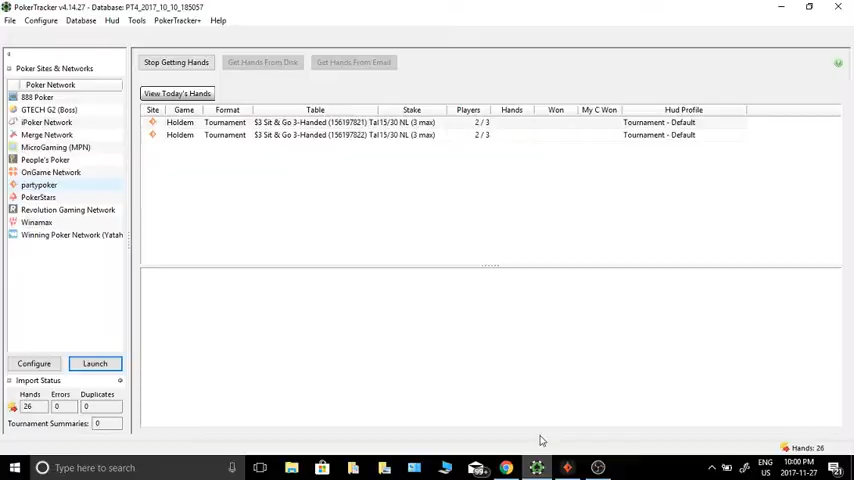 PokerTracker v4.14.27 - Database: PT4_2017_10_10_185057
File Configure Database Hud Tools PokerTracker+ Help
Poker Sites & Networks
Poker Network
888 Poker
GTECH G2 (Boss)
iPoker Network
Merge Network
MicroGaming (MPN)
People's Poker
OnGame Network
partypoker
PokerStars
Revolution Gaming Network
Winamax
Winning Poker Network (Yatah
Configure Launch
Import Status
Hands Errors Duplicates
26 0 0
Tournament Summaries: 0
Stop Getting Hands Get Hands From Disk Get Hands From Email
View Today's Hands
Site Game Format Table Stake Players Hands Won My C Won Hud Profile
Holdem Tournament $3 Sit & Go 3-Handed (156197821) Tal 15/30 NL (3 max) 2 / 3 Tournament - Default
Holdem Tournament $3 Sit & Go 3-Handed (156197822) Tal 15/30 NL (3 max) 2 / 3 Tournament - Default
Hands: 26
Type here to search
99+
ENG
US
10:00 PM
2017-11-27
21